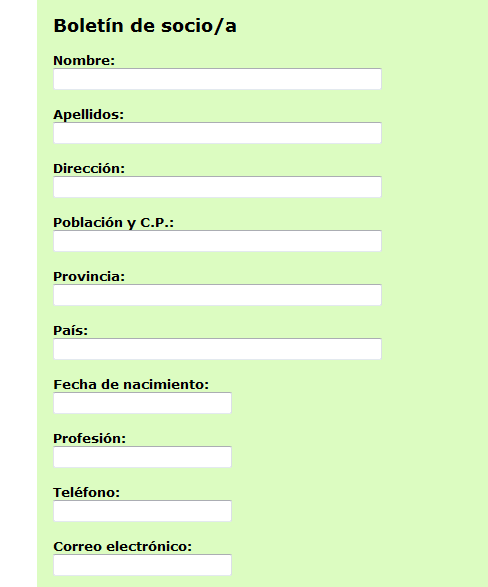 Boletín de socio/a
Nombre:
Apellidos:
Dirección:
Población y C.P.:
Provincia:
País:
Fecha de nacimiento:
Profesión:
Teléfono:
Correo electrónico: